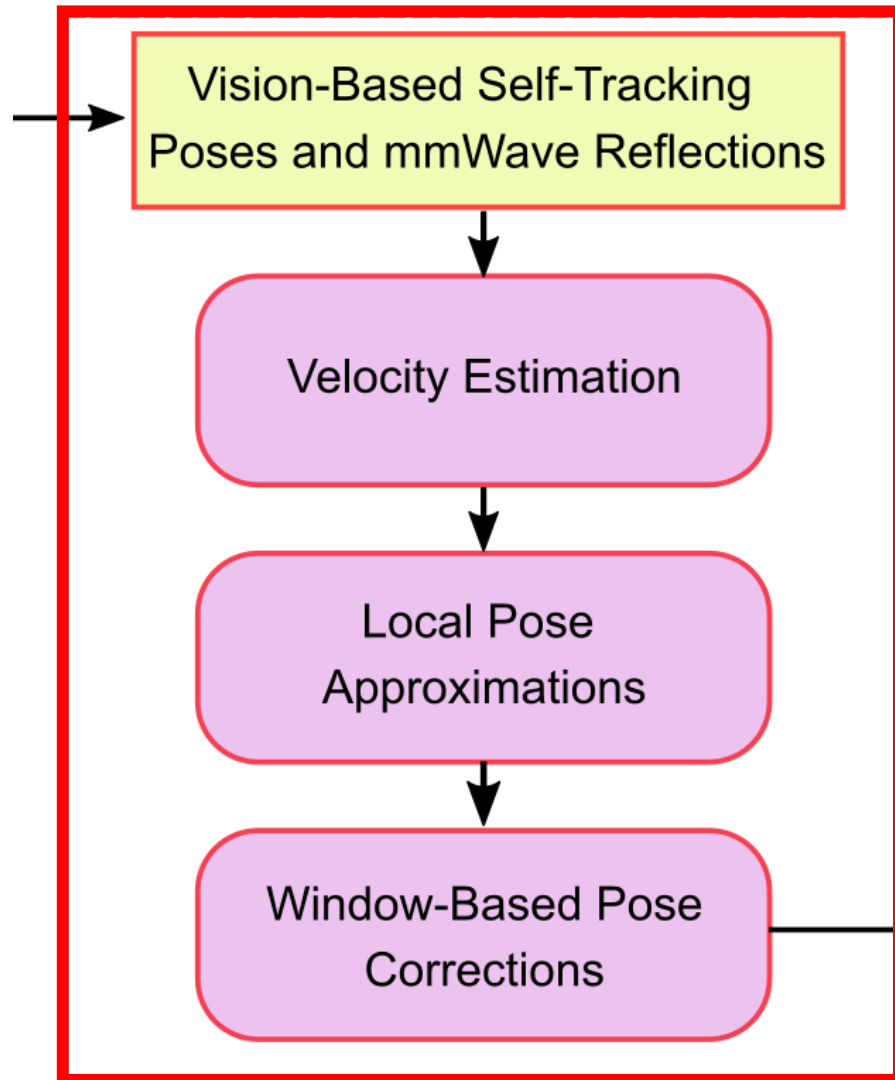 Vision-Based Self-Tracking
Poses and mmWave Reflections
Velocity Estimation
Local Pose
Approximations
Window-Based Pose
Corrections